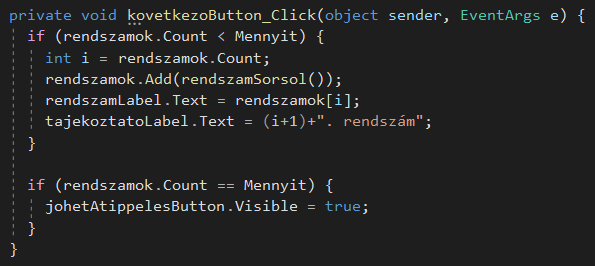 private void kovetkezoButton_Click(object sender, EventArgs e) {
if (rendszamok.Count < Mennyit) {
int i = rendszamok.Count;
rendszamok.Add(rendszamSorsol());
rendszamLabel.Text = rendszamok[i];
tajekoztatoLabel.Text = (i+1)+". rendszám";
}
if (rendszamok.Count == Mennyit) {
johetAtippelesButton.Visible = true;
}
}